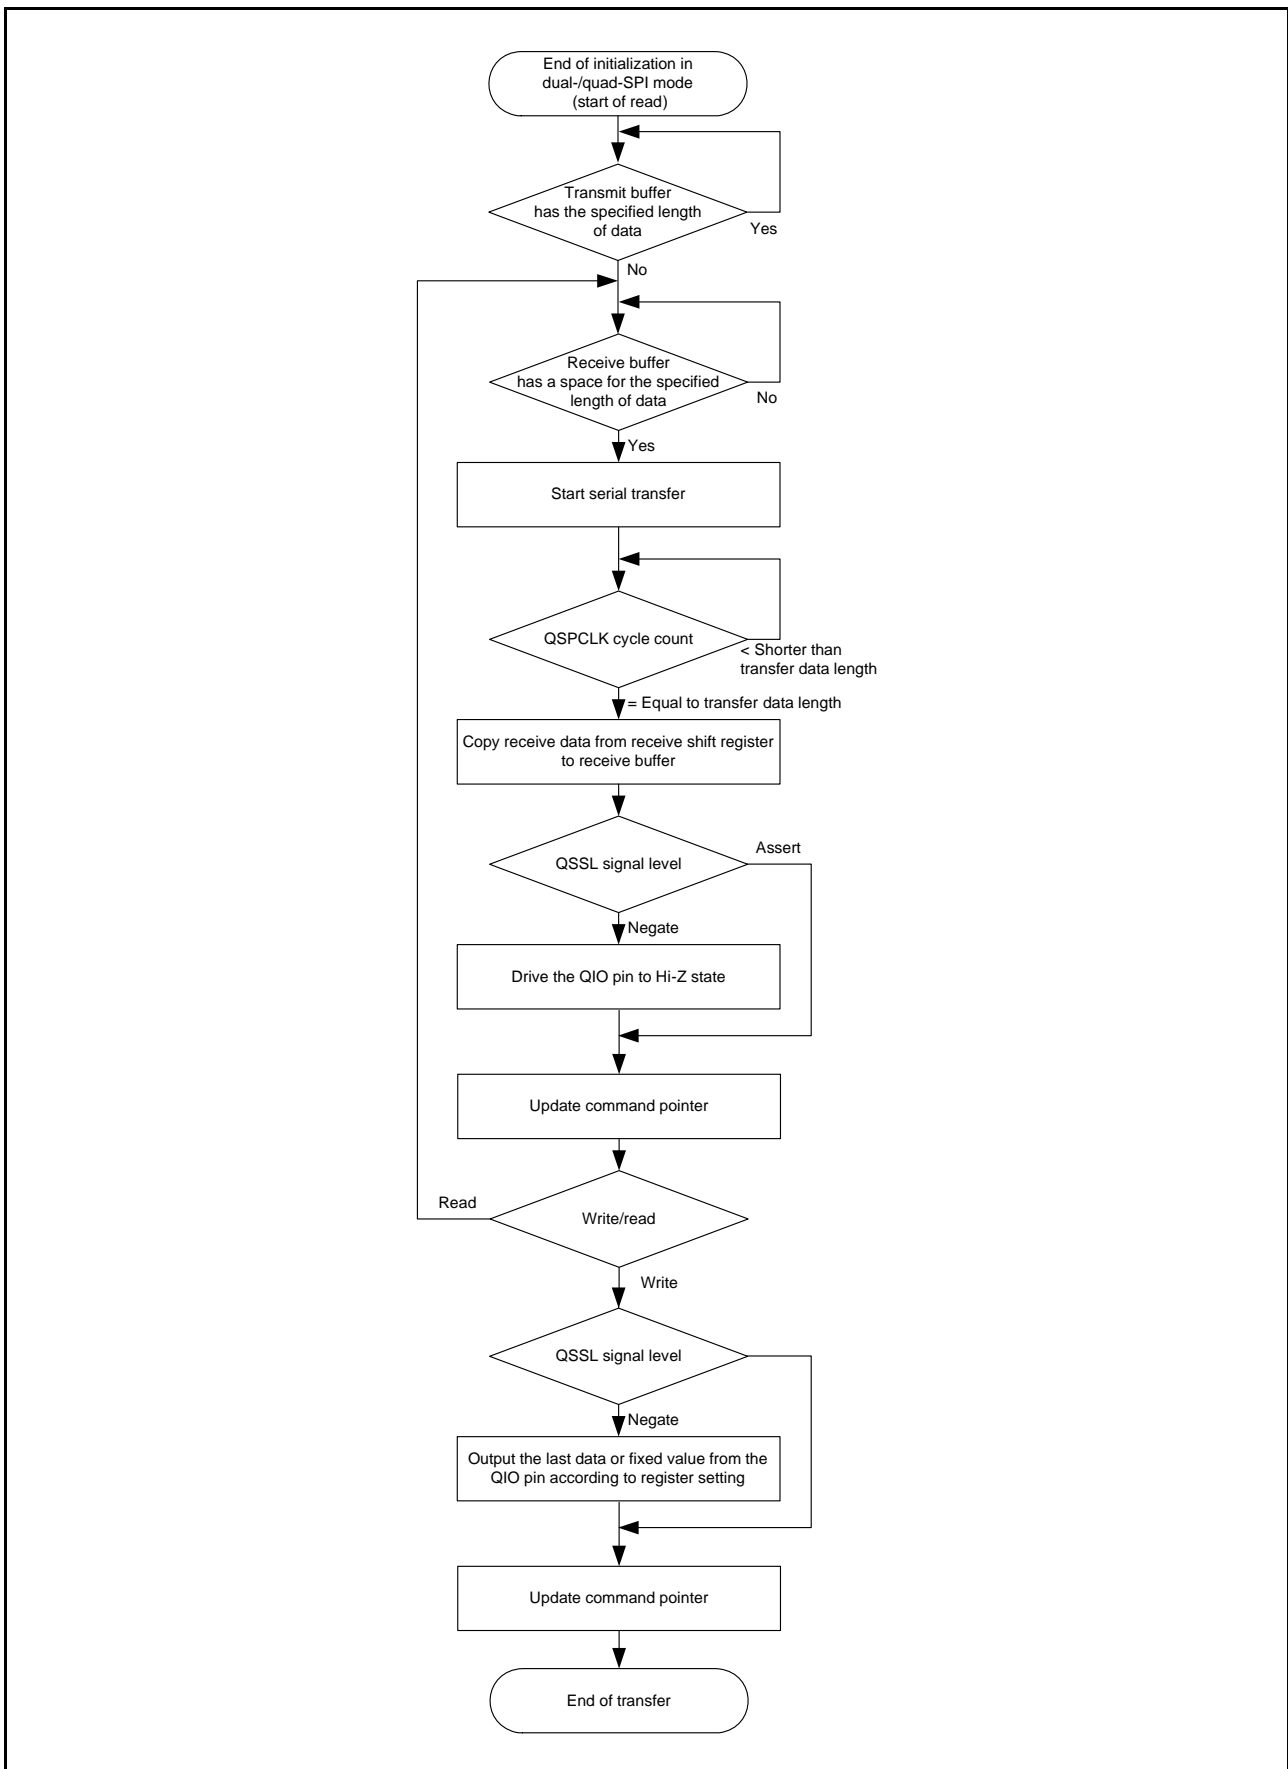 End of initialization in
dual-/quad-SPI mode
(start of read)
Transmit buffer
has the specified length
of data
Yes
No
Receive buffer
has a space for the specified
length of data
No
Yes
Start serial transfer
QSPCLK cycle count
< Shorter than
transfer data length
= Equal to transfer data length
Copy receive data from receive shift register
to receive buffer
Assert
QSSL signal level
Negate
Drive the QIO pin to Hi-Z state
Update command pointer
Read
Write/read
Write
QSSL signal level
Negate
Output the last data or fixed value from the
QIO pin according to register setting
Update command pointer
End of transfer